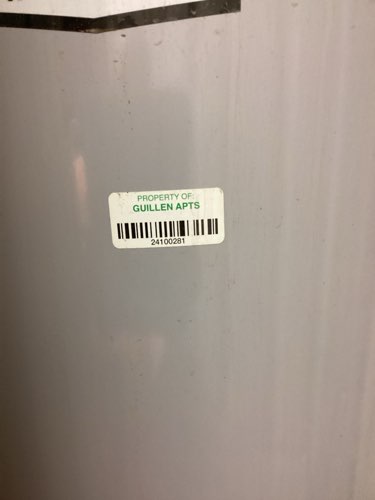 PROPERTY OF:
GUILLEN APTS
24100281